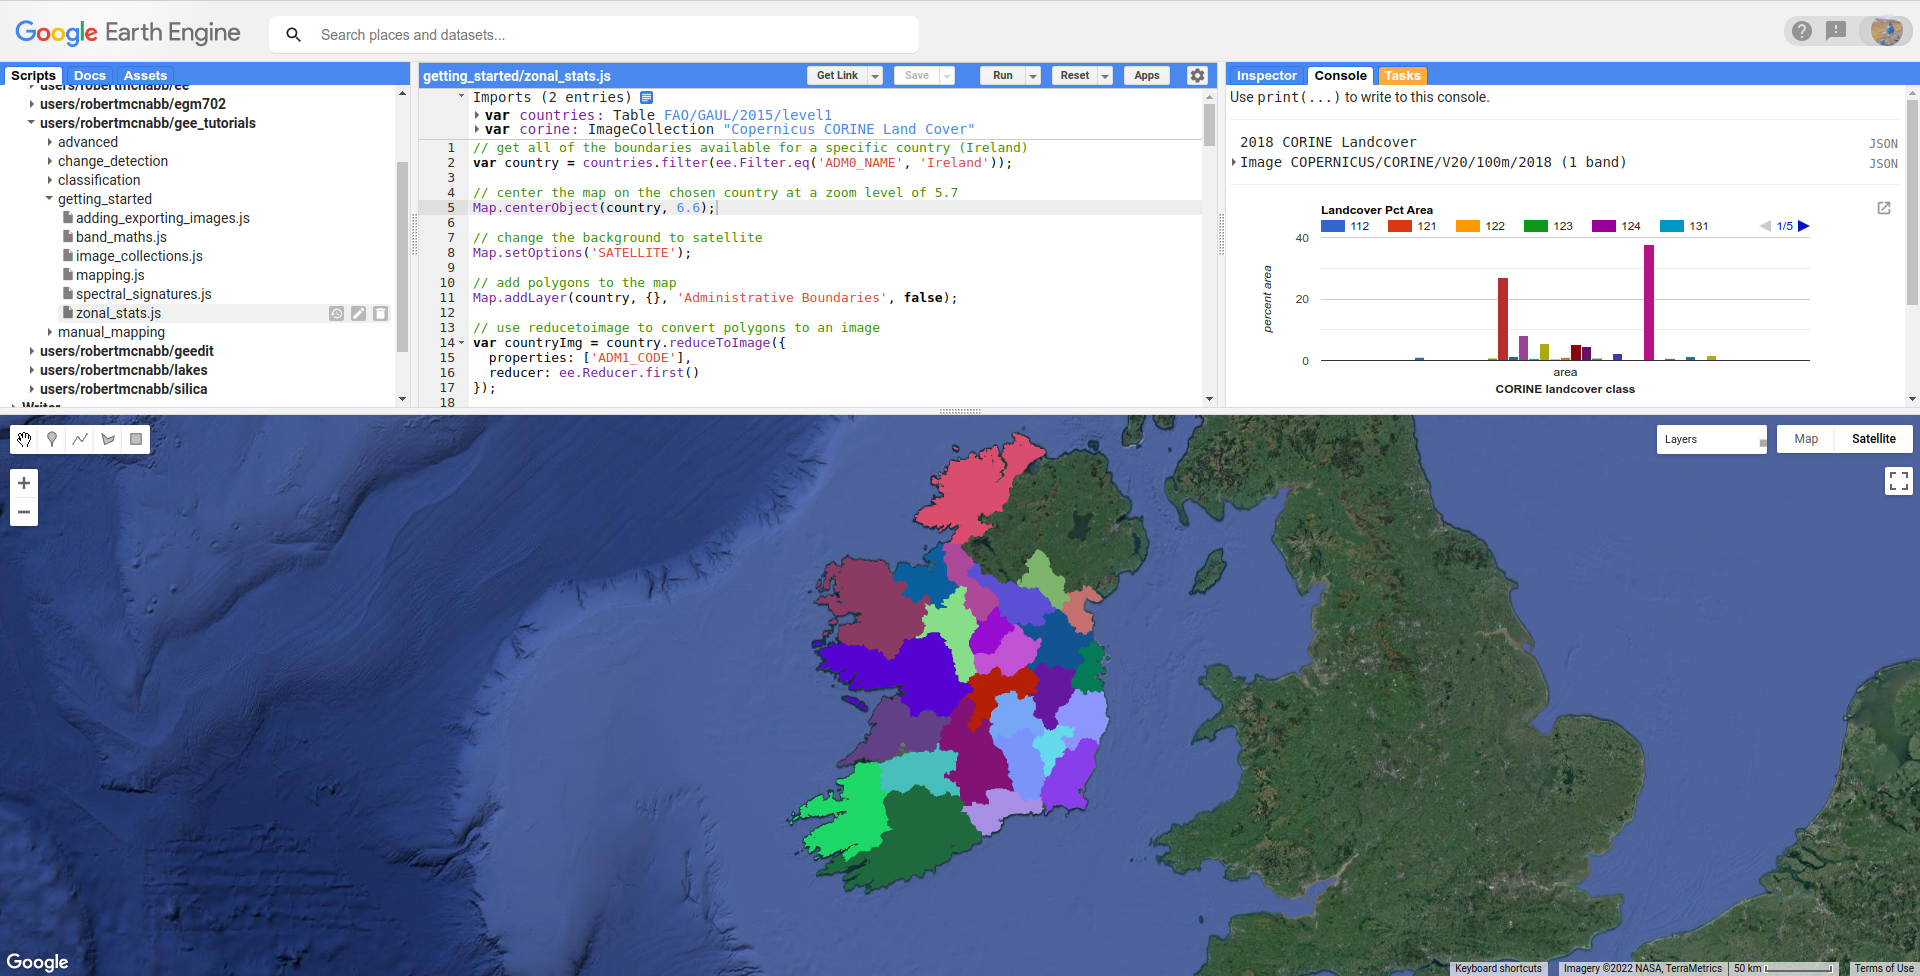 Google Earth Engine
Search places and datasets...
Scripts Docs Assets
users/robertmcnabb/ee
users/robertmcnabb/egm702
users/robertmcnabb/gee_tutorials
advanced
change_detection
classification
getting_started
adding_exporting_images.js
band_maths.js
image_collections.js
mapping.js
spectral_signatures.js
zonal_stats.js
manual_mapping
users/robertmcnabb/geedit
users/robertmcnabb/lakes
users/robertmcnabb/silica
Writer
getting_started/zonal_stats.js
Get Link Save Run Reset Apps
Imports (2 entries)
var countries: Table FAO/GAUL/2015/level1
var corine: ImageCollection "Copernicus CORINE Land Cover"
1 // get all of the boundaries available for a specific country (Ireland)
2 var country = countries.filter(ee.Filter.eq('ADM0_NAME', 'Ireland'));
3
4 // center the map on the chosen country at a zoom level of 5.7
5 Map.centerObject(country, 6.6);
6
7 // change the background to satellite
8 Map.setOptions('SATELLITE');
9
10 // add polygons to the map
11 Map.addLayer(country, {}, 'Administrative Boundaries', false);
12
13 // use reducetoimage to convert polygons to an image
14 var countryImg = country.reduceToImage({
15 properties: ['ADM1_CODE'],
16 reducer: ee.Reducer.first()
17 });
18
Inspector Console Tasks
Use print(...) to write to this console.
2018 CORINE Landcover JSON
Image COPERNICUS/CORINE/V20/100m/2018 (1 band) JSON
Landcover Pct Area
112 121 122 123 124 131 1/5
40
20
0
percent area
area
CORINE landcover class
Layers Map Satellite
+
−
Google
Keyboard shortcuts Imagery ©2022 NASA, TerraMetrics 50 km Terms of Use